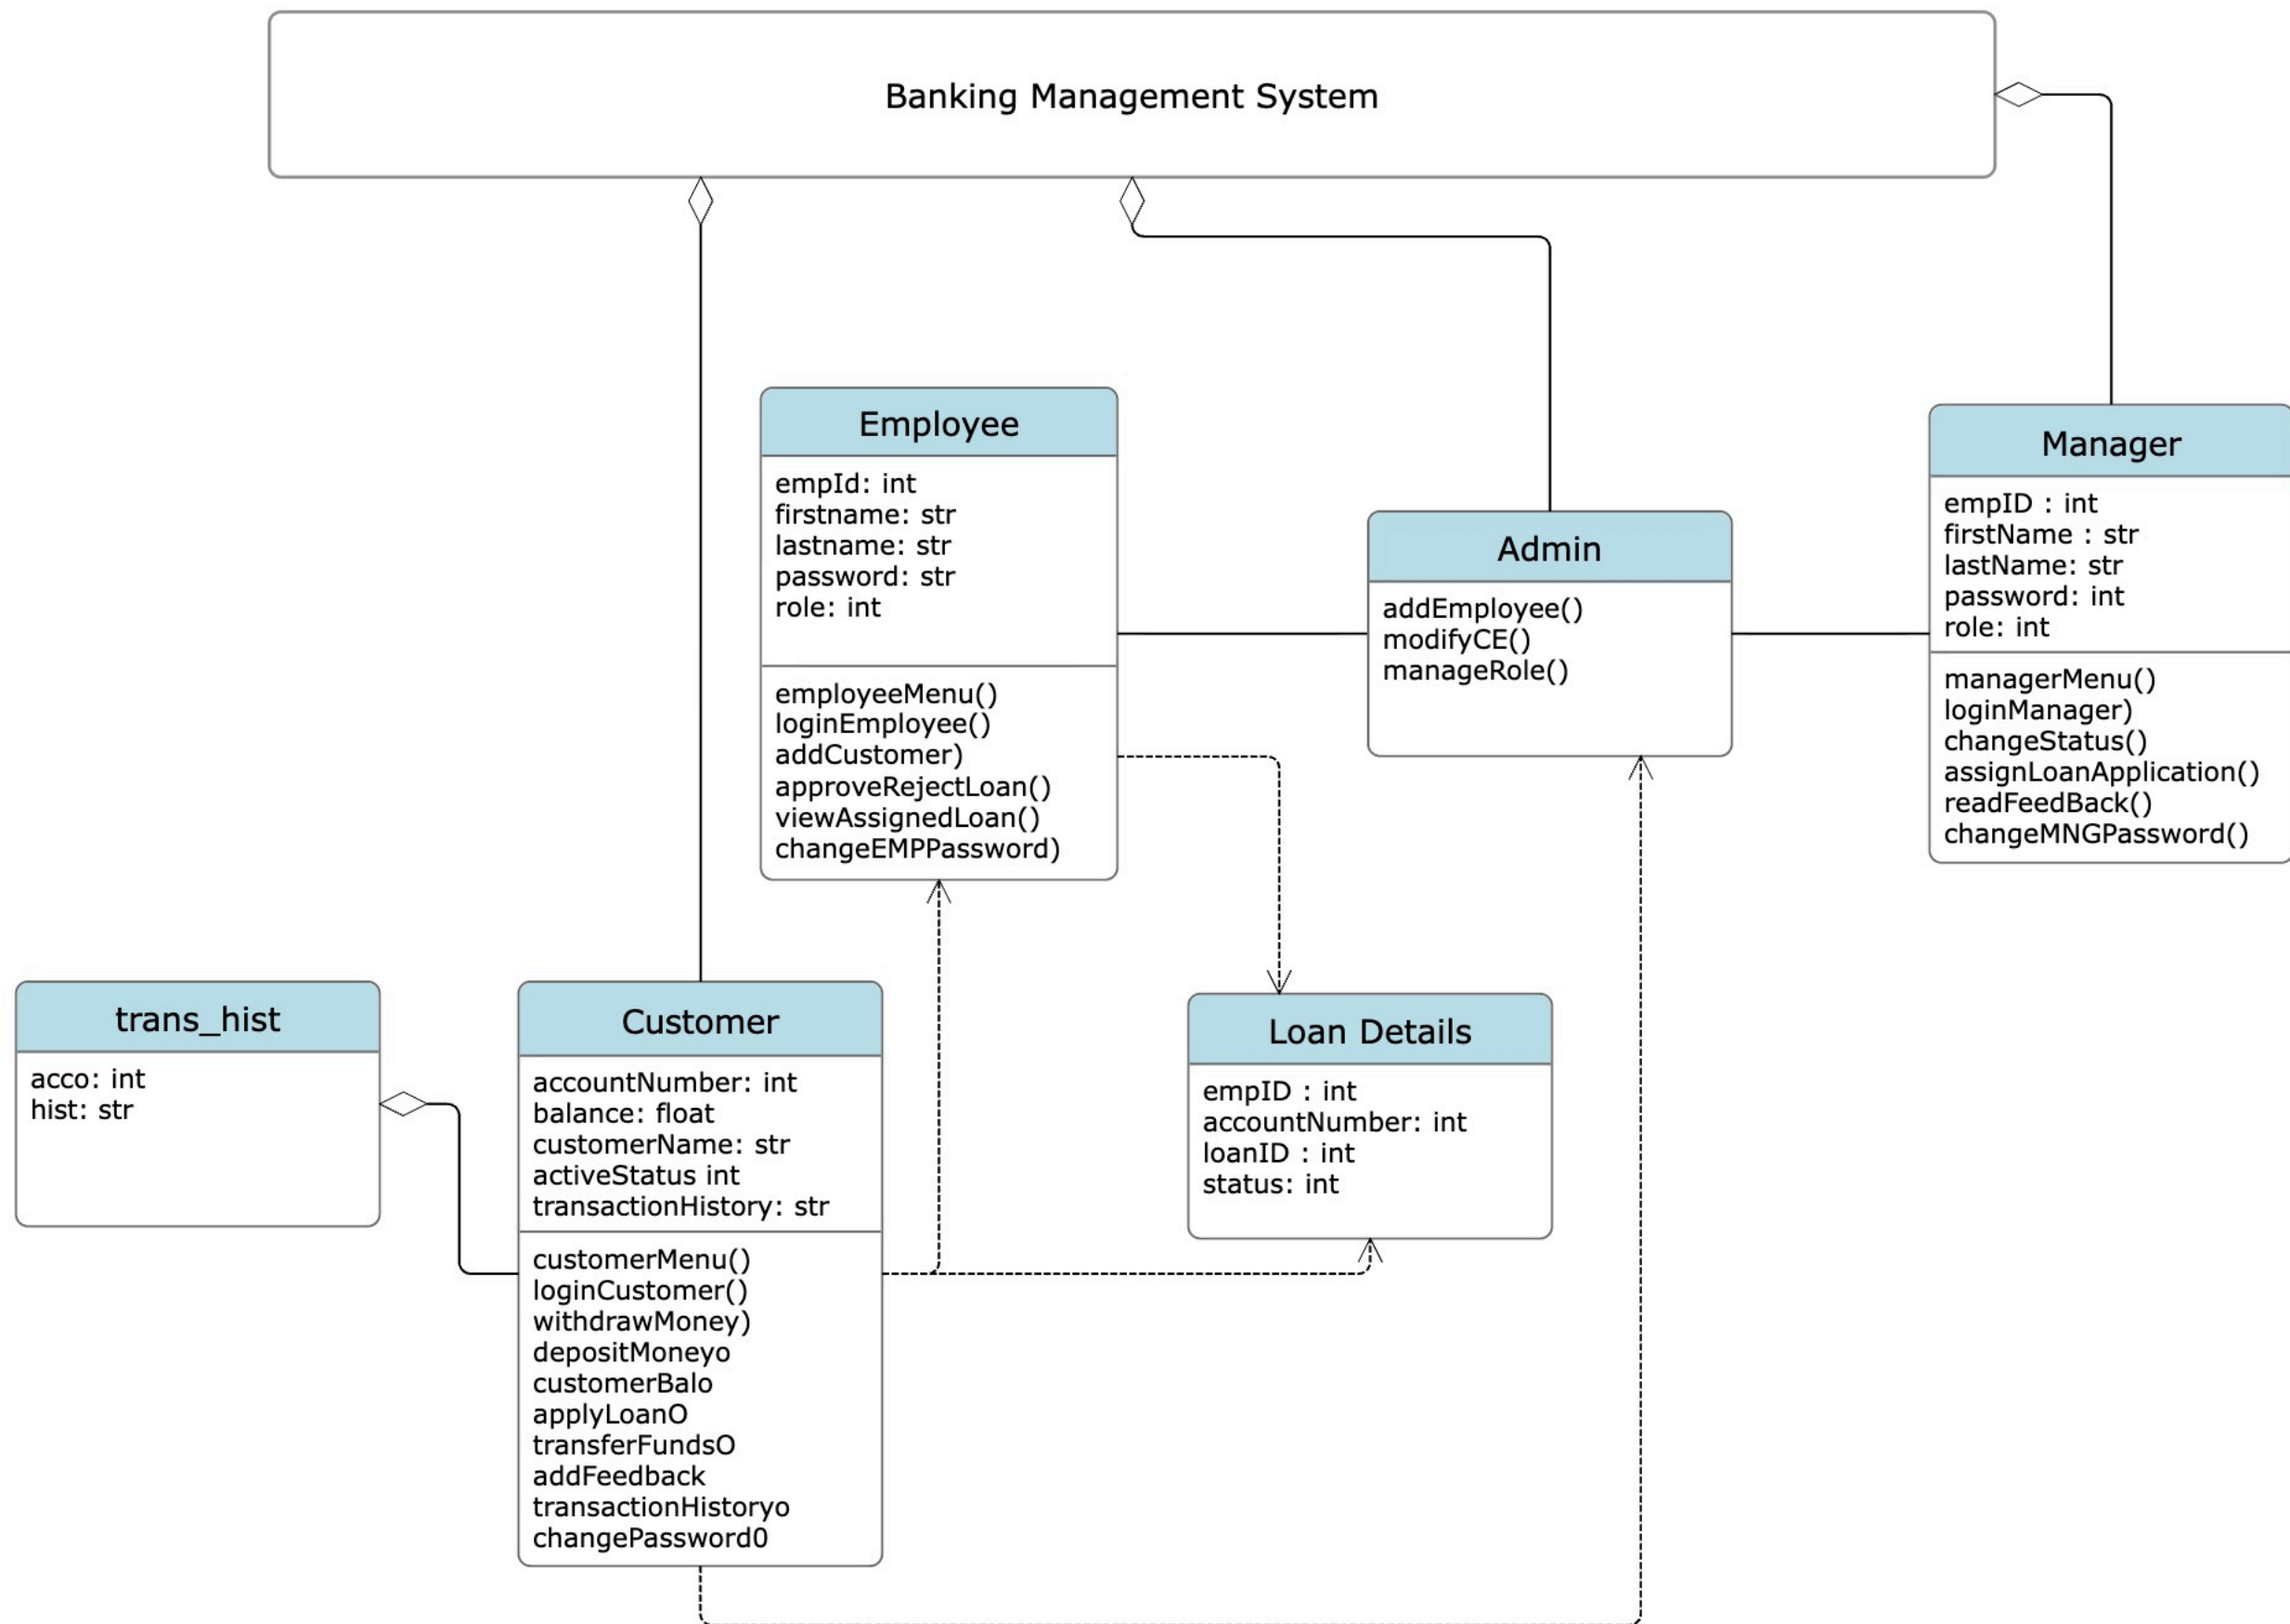 Banking Management System
Employee
empId: int
firstname: str
lastname: str
password: str
role: int
employeeMenu()
loginEmployee()
addCustomer)
approveRejectLoan()
viewAssignedLoan()
changeEMPPassword)
Admin
addEmployee()
modifyCE()
manageRole()
Manager
empID : int
firstName : str
lastName: str
password: int
role: int
managerMenu()
loginManager)
changeStatus()
assignLoanApplication()
readFeedBack()
changeMNGPassword()
trans_hist
acco: int
hist: str
Customer
accountNumber: int
balance: float
customerName: str
activeStatus int
transactionHistory: str
customerMenu()
loginCustomer()
withdrawMoney)
depositMoneyo
customerBalo
applyLoanO
transferFundsO
addFeedback
transactionHistoryo
changePassword0
Loan Details
empID : int
accountNumber: int
loanID : int
status: int